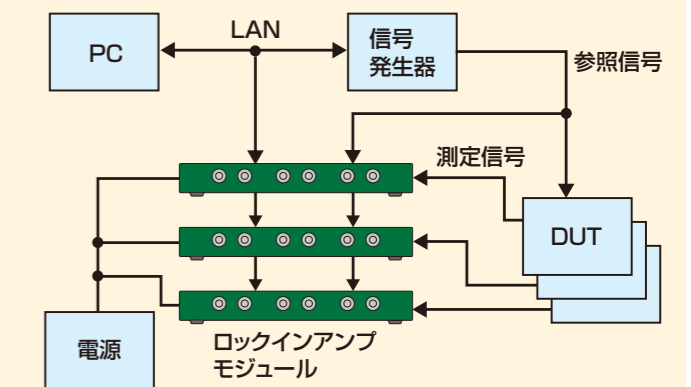 PC
LAN
信号
発生器
参照信号
測定信号
DUT
電源
ロックインアンプ
モジュール